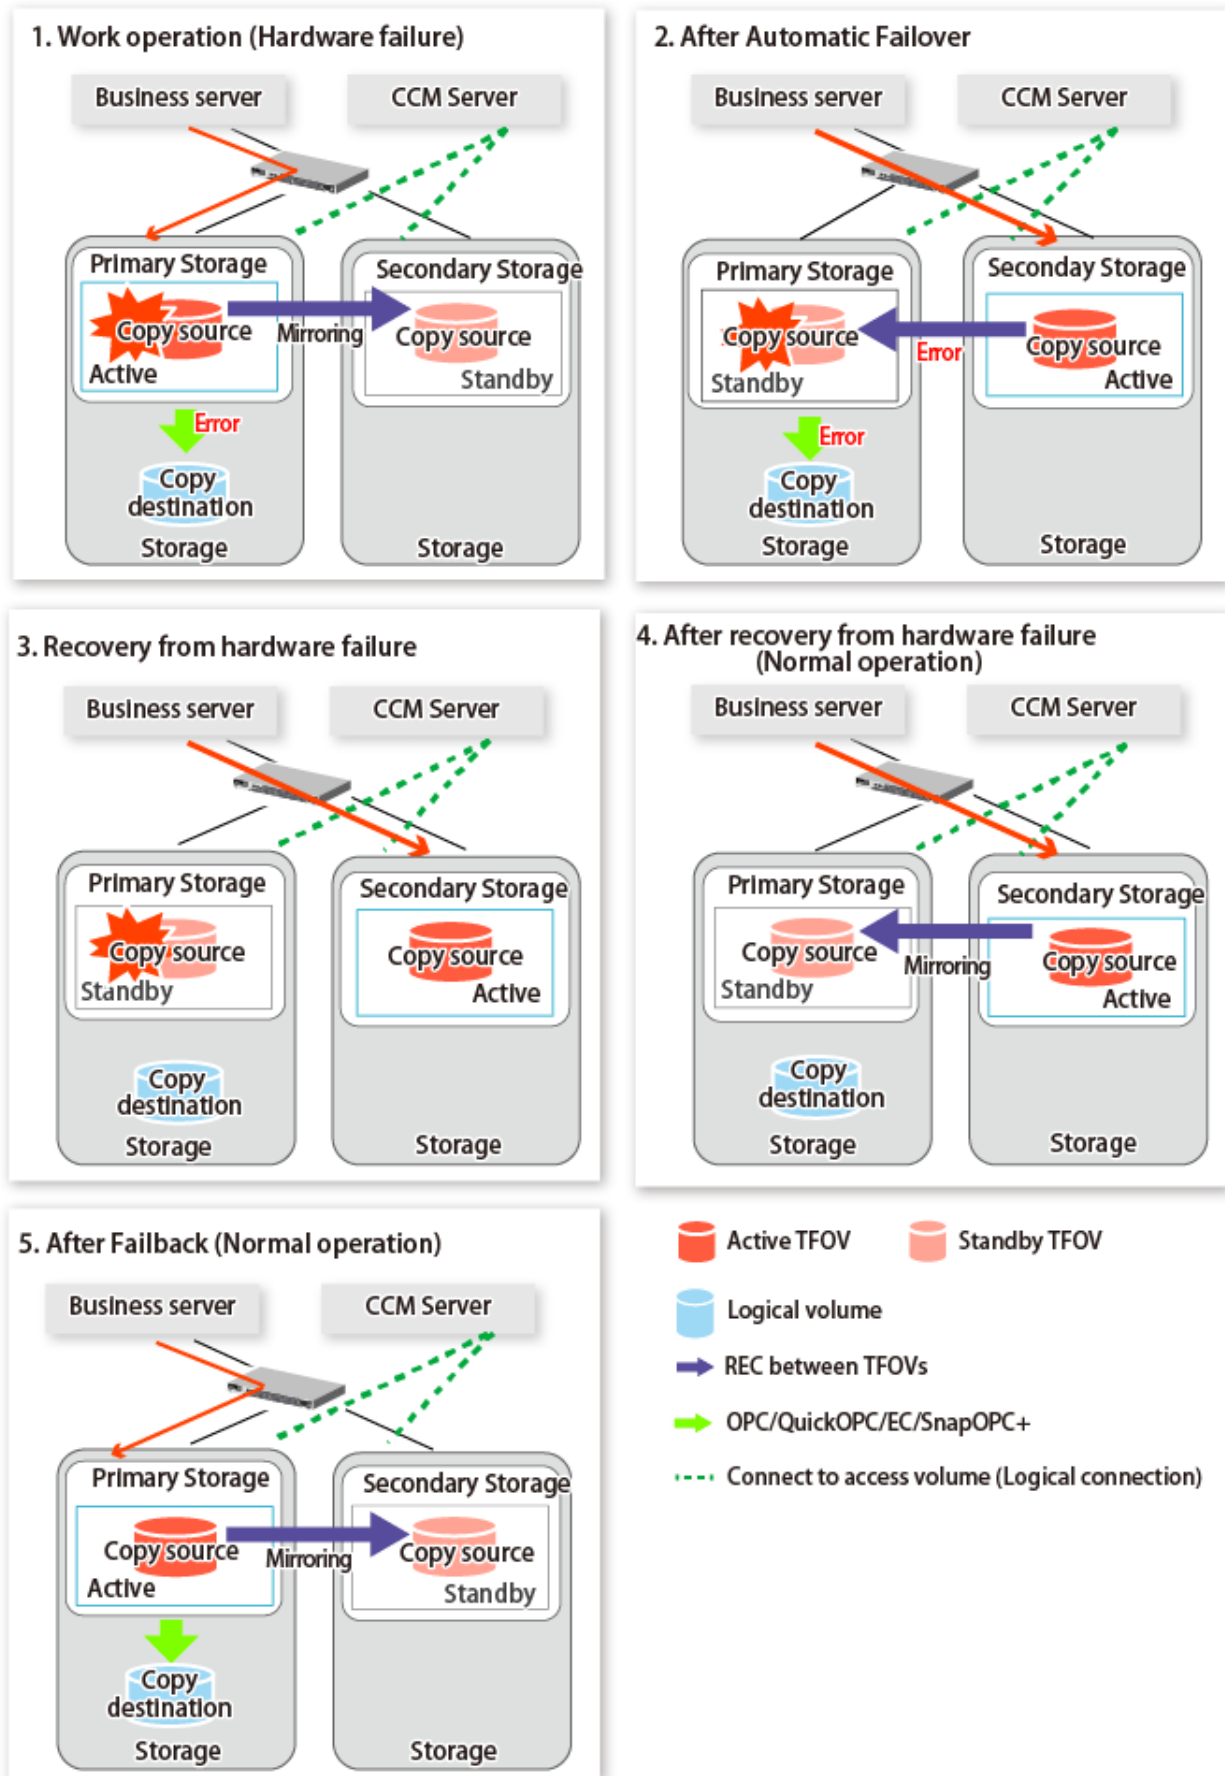 1. Work operation (Hardware failure)
Business server
CCM Server
Primary Storage
Secondary Storage
Copy source
Mirroring
Copy source
Active
Standby
Error
Copy
destination
Storage
Storage
2. After Automatic Failover
Business server
CCM Server
Primary Storage
Seconday Storage
Copy source
Error
Copy source
Standby
Active
Error
Copy
destination
Storage
Storage
3. Recovery from hardware failure
Business server
CCM Server
Primary Storage
Secondary Storage
Copy source
Copy source
Standby
Active
Copy
destination
Storage
Storage
4. After recovery from hardware failure
(Normal operation)
Business server
CCM Server
Primary Storage
Secondary Storage
Copy source
Mirroring
Copy source
Standby
Active
Copy
destination
Storage
Storage
5. After Failback (Normal operation)
Business server
CCM Server
Primary Storage
Secondary Storage
Copy source
Mirroring
Copy source
Active
Standby
Copy
destination
Storage
Storage
Active TFOV
Standby TFOV
Logical volume
REC between TFOVs
OPC/QuickOPC/EC/SnapOPC+
Connect to access volume (Logical connection)